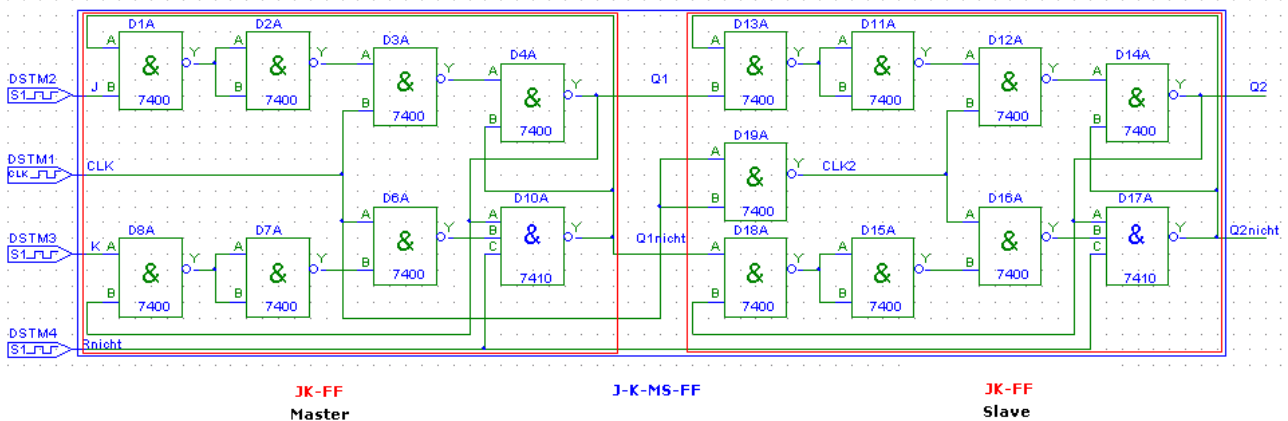 D1A D2A D13A D11A
D3A D12A
D4A D14A
A Y A Y A Y A Y A Y A Y A Y A Y
DSTM2 & & & & Q1 & & & & Q2
S1 J B B B B B B B B
7400 7400 7400 7400 7400 7400 7400 7400
D19A
DSTM1 CLK A Y CLK2
CLK & B
7400
D6A D10A D16A D17A
DSTM3 D8A D7A A Y A B C Y Q1nicht D18A D15A A Y A B C Y Q2nicht
S1 K A Y A Y & & A Y A Y & &
B & B & B 7400 7410 B & B & B 7400 7410
7400 7400 7400 7400
DSTM4 Rnicht
S1
JK-FF J-K-MS-FF JK-FF
Master Slave